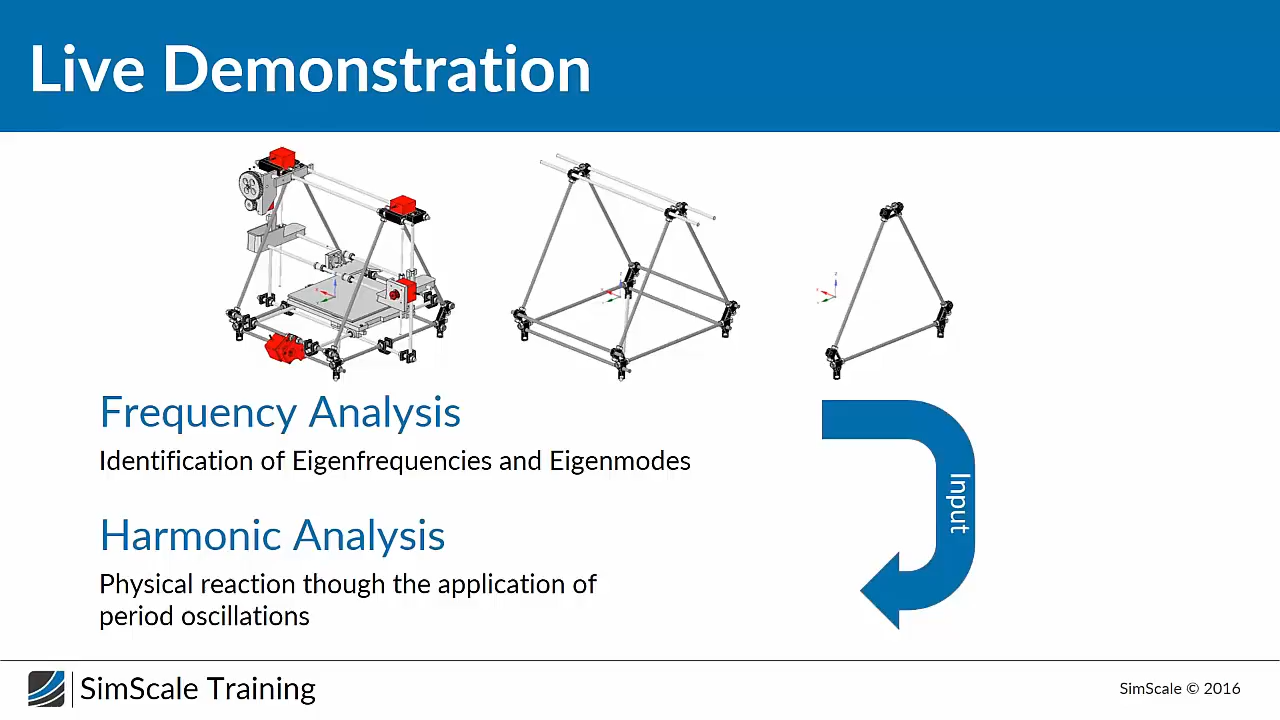 Live Demonstration
Frequency Analysis
Identification of Eigenfrequencies and Eigenmodes
Harmonic Analysis
Physical reaction though the application of
period oscillations
Input
SimScale Training
SimScale © 2016